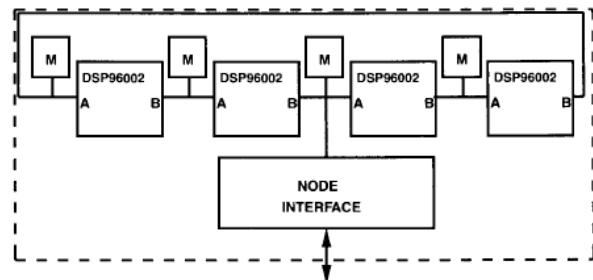 M M M M
DSP96002 DSP96002 DSP96002 DSP96002
A B A B A B A B
NODE
INTERFACE